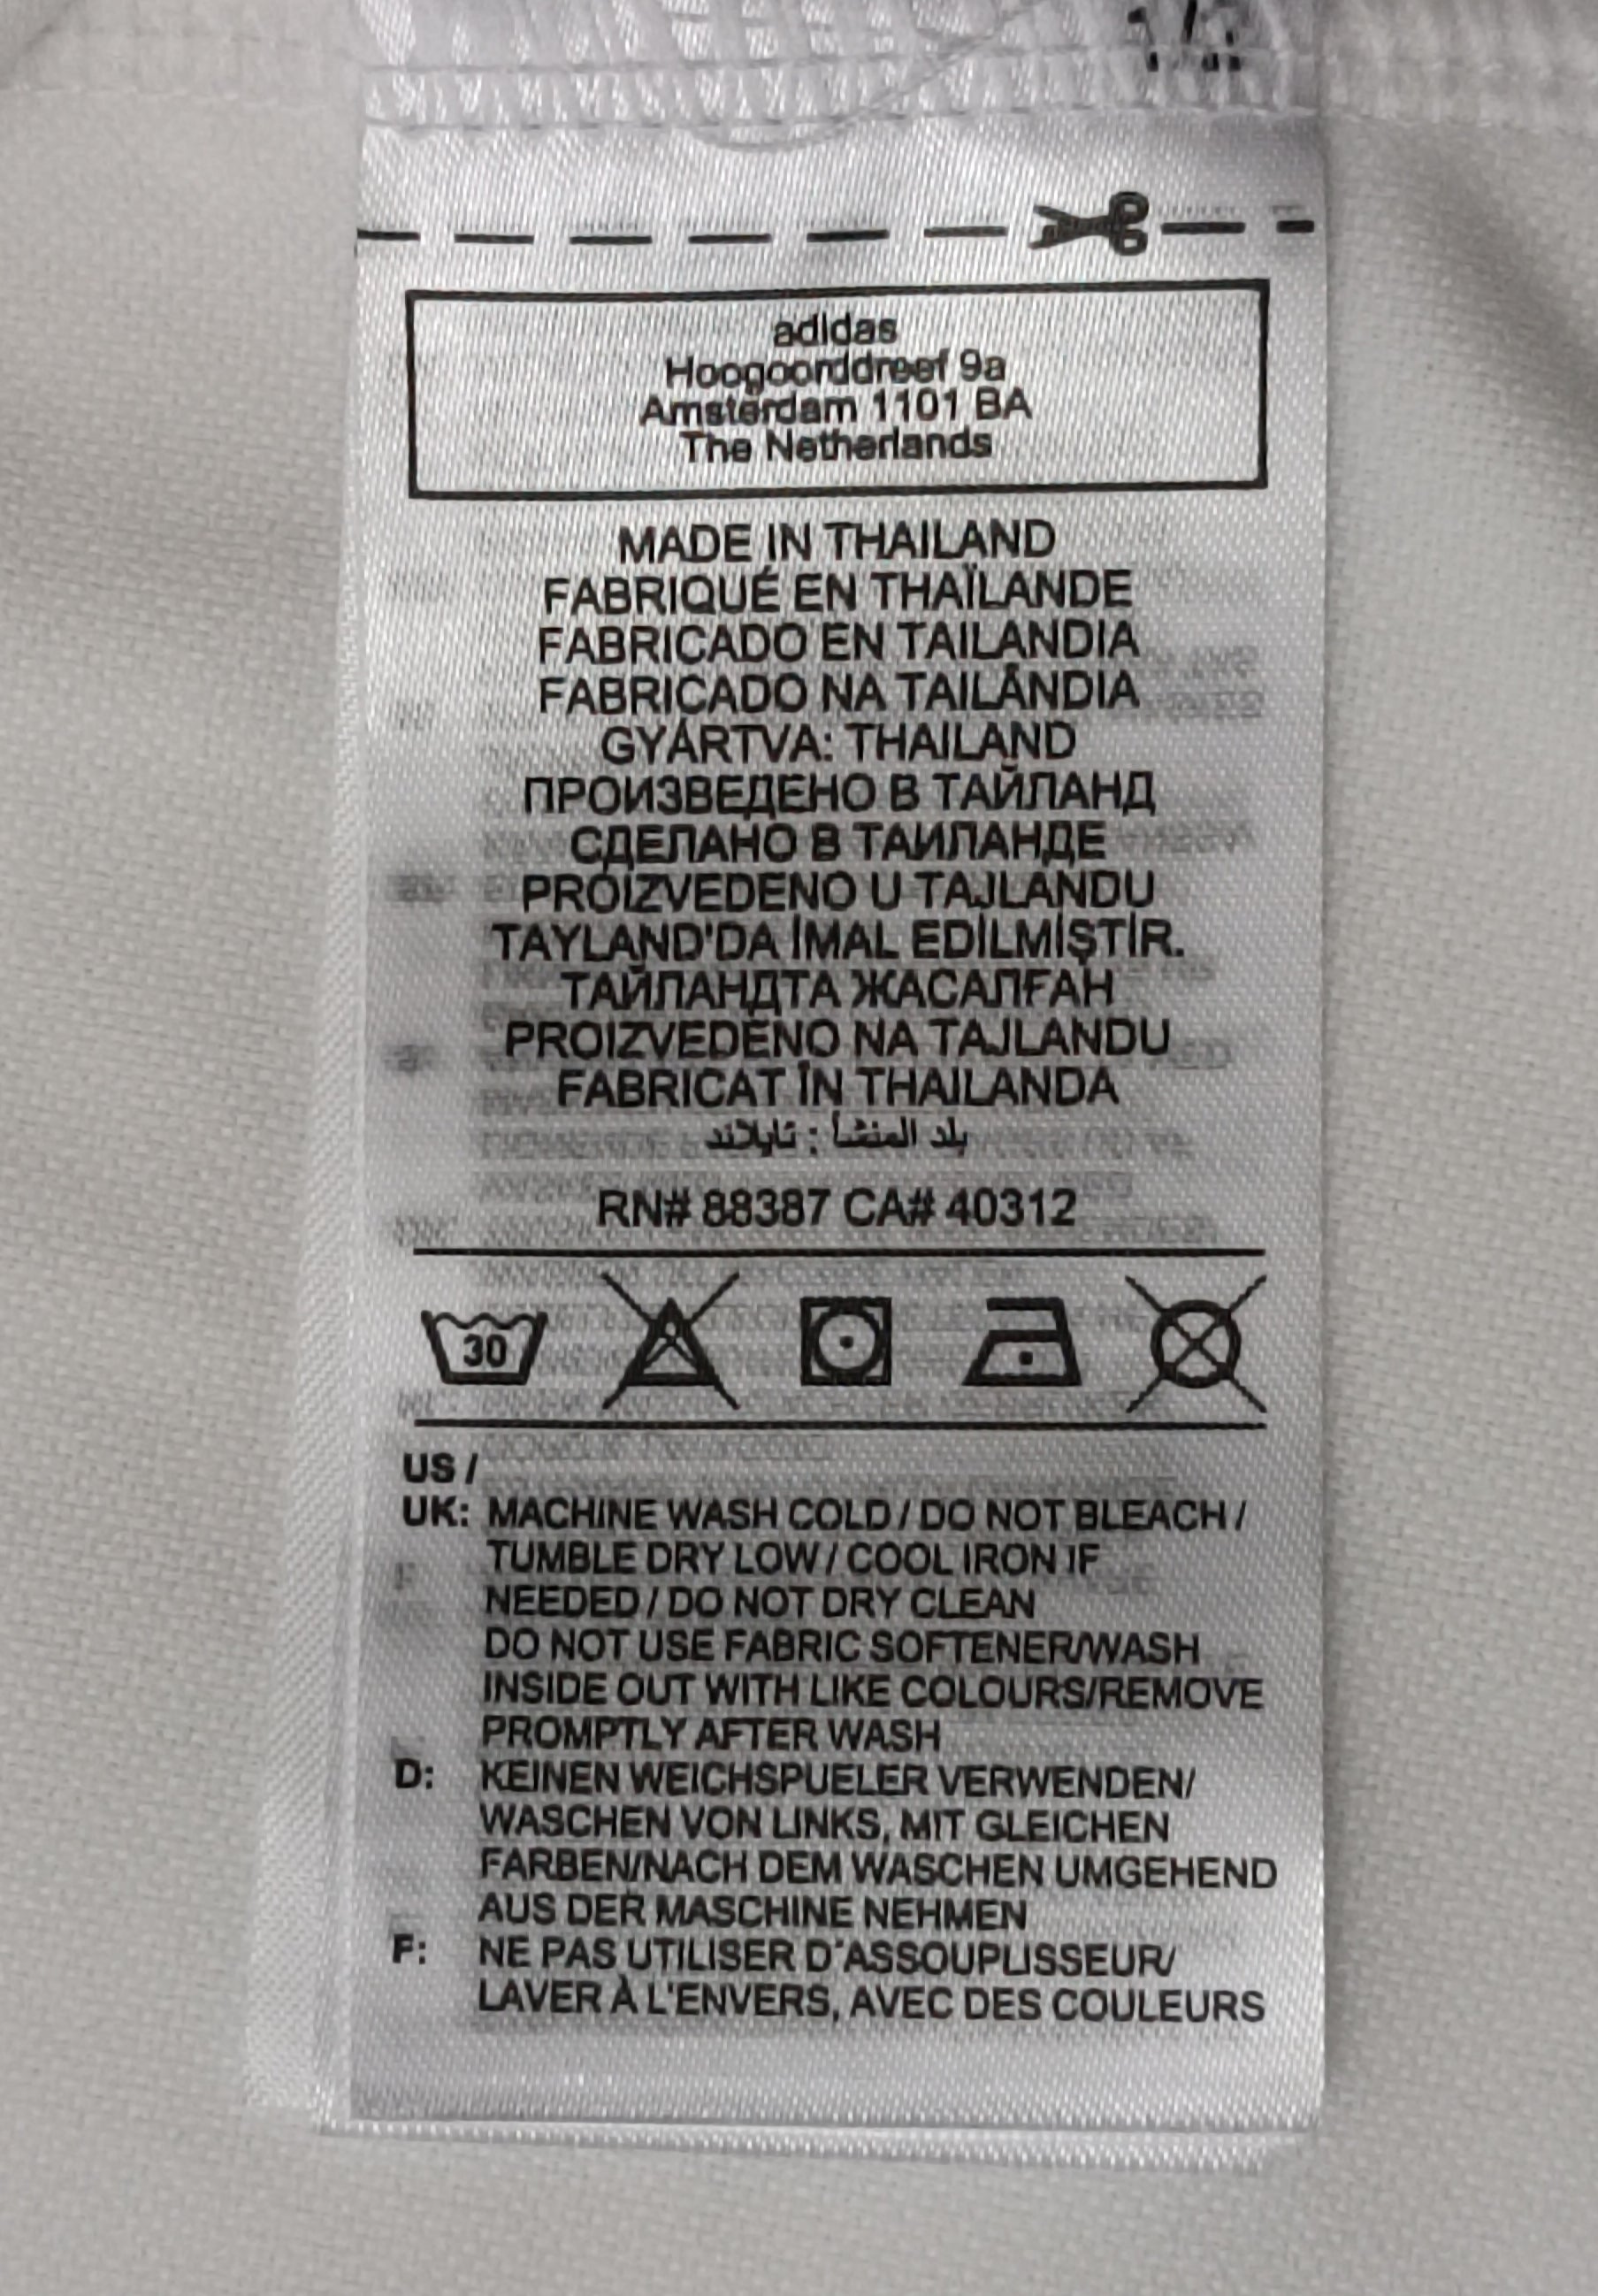 adidas
Hoogoorddreef 9a
Amsterdam 1101 BA
The Netherlands
MADE IN THAILAND
FABRIQUÉ EN THAÏLANDE
FABRICADO EN TAILANDIA
FABRICADO NA TAILÂNDIA
GYÁRTVA: THAILAND
ПРОИЗВЕДЕНО В ТАЙЛАНД
СДЕЛАНО В ТАИЛАНДЕ
PROIZVEDENO U TAJLANDU
TAYLAND'DA İMAL EDİLMİŞTİR.
ТАЙЛАНДТА ЖАСАЛҒАН
PROIZVEDENO NA TAJLANDU
FABRICAT ÎN THAILANDA
بلد المنشأ : تايلاند
RN# 88387 CA# 40312
30
US /
UK: MACHINE WASH COLD / DO NOT BLEACH /
TUMBLE DRY LOW / COOL IRON IF
NEEDED / DO NOT DRY CLEAN
DO NOT USE FABRIC SOFTENER/WASH
INSIDE OUT WITH LIKE COLOURS/REMOVE
PROMPTLY AFTER WASH
D: KEINEN WEICHSPUELER VERWENDEN/
WASCHEN VON LINKS, MIT GLEICHEN
FARBEN/NACH DEM WASCHEN UMGEHEND
AUS DER MASCHINE NEHMEN
F: NE PAS UTILISER D'ASSOUPLISSEUR/
LAVER À L'ENVERS, AVEC DES COULEURS